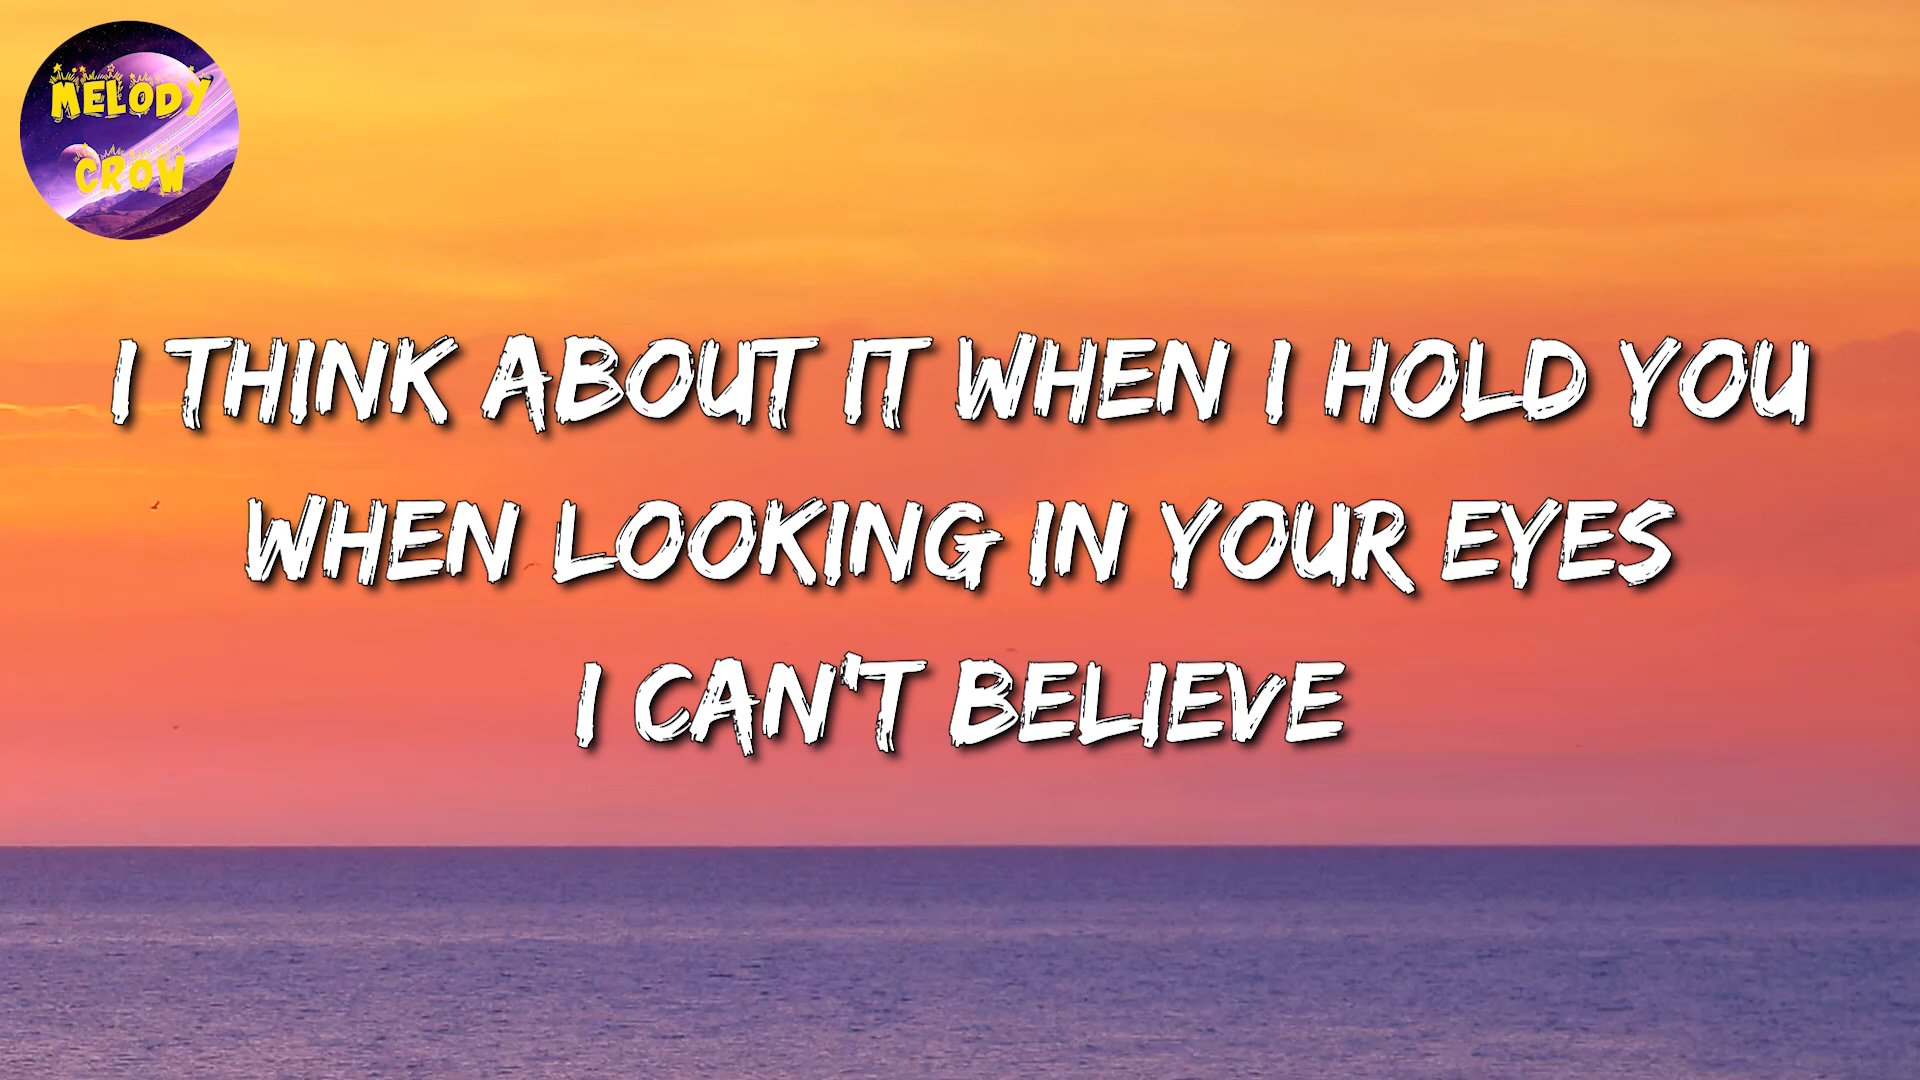 MELODY
CROW
I THINK ABOUT IT WHEN I HOLD YOU
WHEN LOOKING IN YOUR EYES
I CAN'T BELIEVE